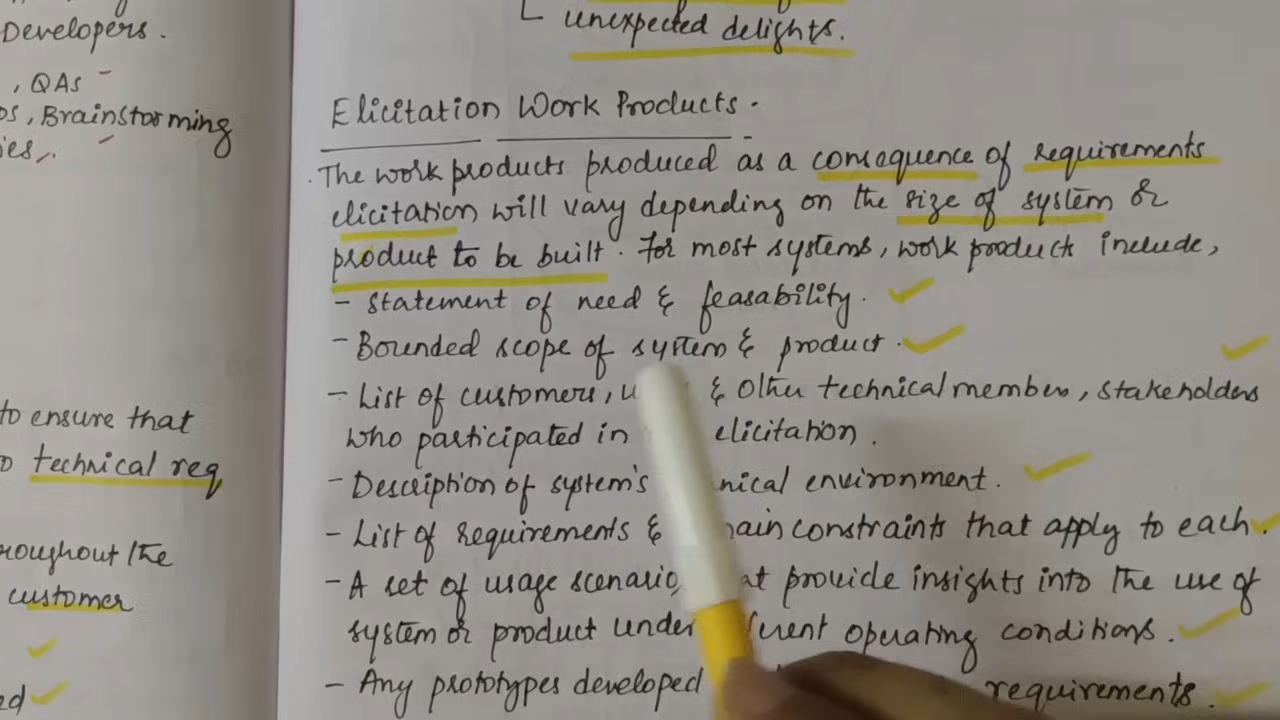 Developers.
, QAs
, Brainstorming
ies,.
to ensure that
technical req
roughout the
customer
ed
unexpected delights.
Elicitation Work Products.
The work products produced as a consequence of requirements
elicitation will vary depending on the size of system or
product to be built. For most systems, work products include,
- Statement of need & feasability.
- Bounded scope of system & product.
- List of customers, & other technical members, stakeholders
who participated in elicitation.
- Description of system's nical environment.
- List of requirements & main constraints that apply to each.
- A set of usage scenario at provide insights into the use of
system or product under ferent operating conditions.
- Any prototypes developed requirements.